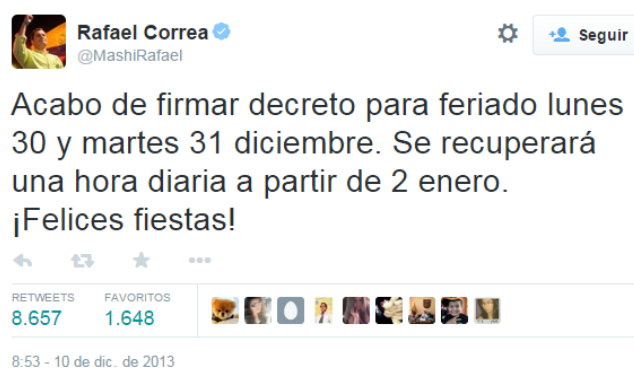 Rafael Correa
@MashiRafael
Seguir
Acabo de firmar decreto para feriado lunes
30 y martes 31 diciembre. Se recuperará
una hora diaria a partir de 2 enero.
¡Felices fiestas!
RETWEETS FAVORITOS
8.657 1.648
8:53 - 10 de dic. de 2013